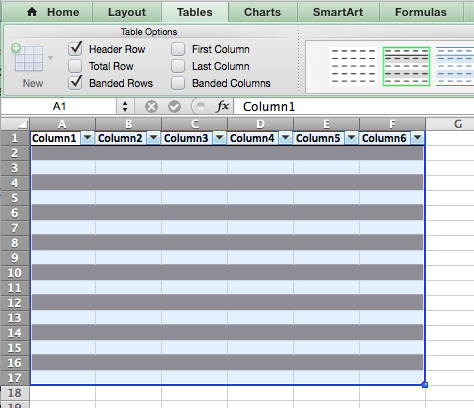 Home Layout Tables Charts SmartArt Formulas
Table Options
New
Header Row First Column
Total Row Last Column
Banded Rows Banded Columns
A1 fx Column1
A B C D E F G
1 Column1 Column2 Column3 Column4 Column5 Column6
2
3
4
5
6
7
8
9
10
11
12
13
14
15
16
17
18